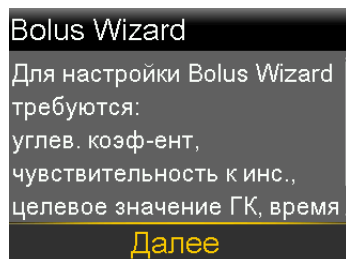 Bolus Wizard
Для настройки Bolus Wizard
требуются:
углев. коэф-ент,
чувствительность к инс.,
целевое значение ГК, время
Далее